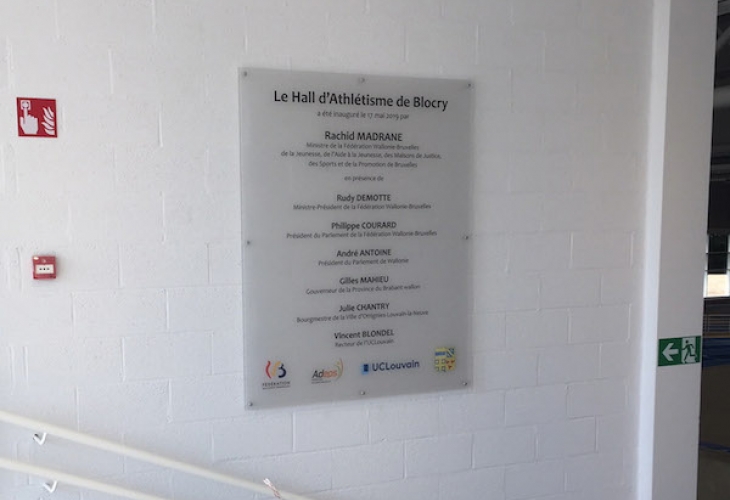 Le Hall d'Athlétisme de Blocry
a été inauguré le 17 mai 2019 par
Rachid MADRANE
Ministre de la Fédération Wallonie-Bruxelles
de la Jeunesse, de l'Aide à la Jeunesse, des Maisons de Justice,
des Sports et de la Promotion de Bruxelles
en présence de
Rudy DEMOTTE
Ministre-Président de la Fédération Wallonie-Bruxelles
Philippe COURARD
Président du Parlement de la Fédération Wallonie-Bruxelles
André ANTOINE
Président du Parlement de Wallonie
Gilles MAHIEU
Gouverneur de la Province du Brabant wallon
Julie CHANTRY
Bourgmestre de la Ville d'Ottignies-Louvain-la-Neuve
Vincent BLONDEL
Recteur de l'UCLouvain
FÉDÉRATION
Adeps
UCLouvain